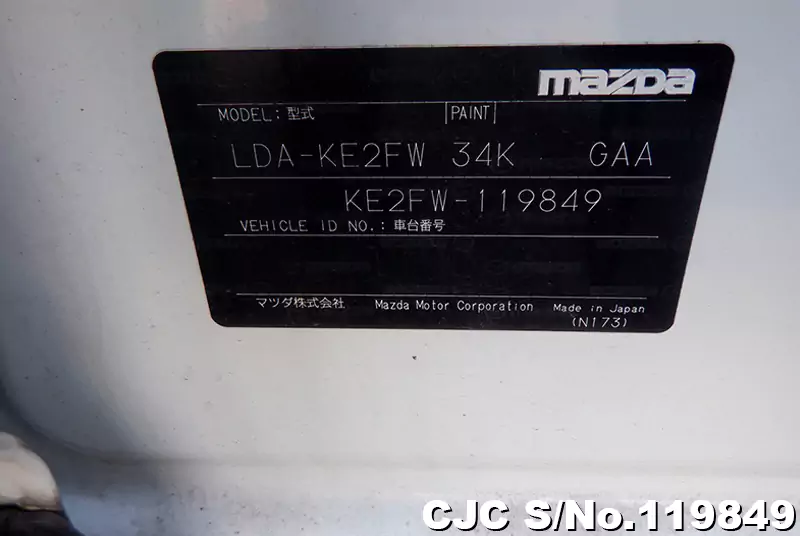 mazda
MODEL: 型式 PAINT
LDA-KE2FW 34K GAA
KE2FW-119849
VEHICLE ID NO.: 車台番号
マツダ株式会社 Mazda Motor Corporation Made in Japan
(N173)
CJC S/No.119849